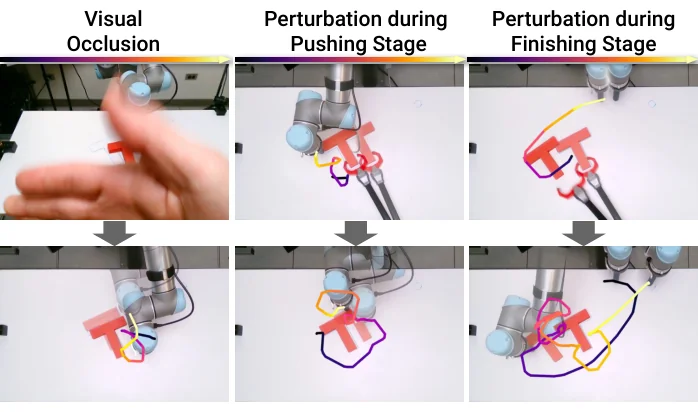 Visual
Occlusion
Perturbation during
Pushing Stage
Perturbation during
Finishing Stage